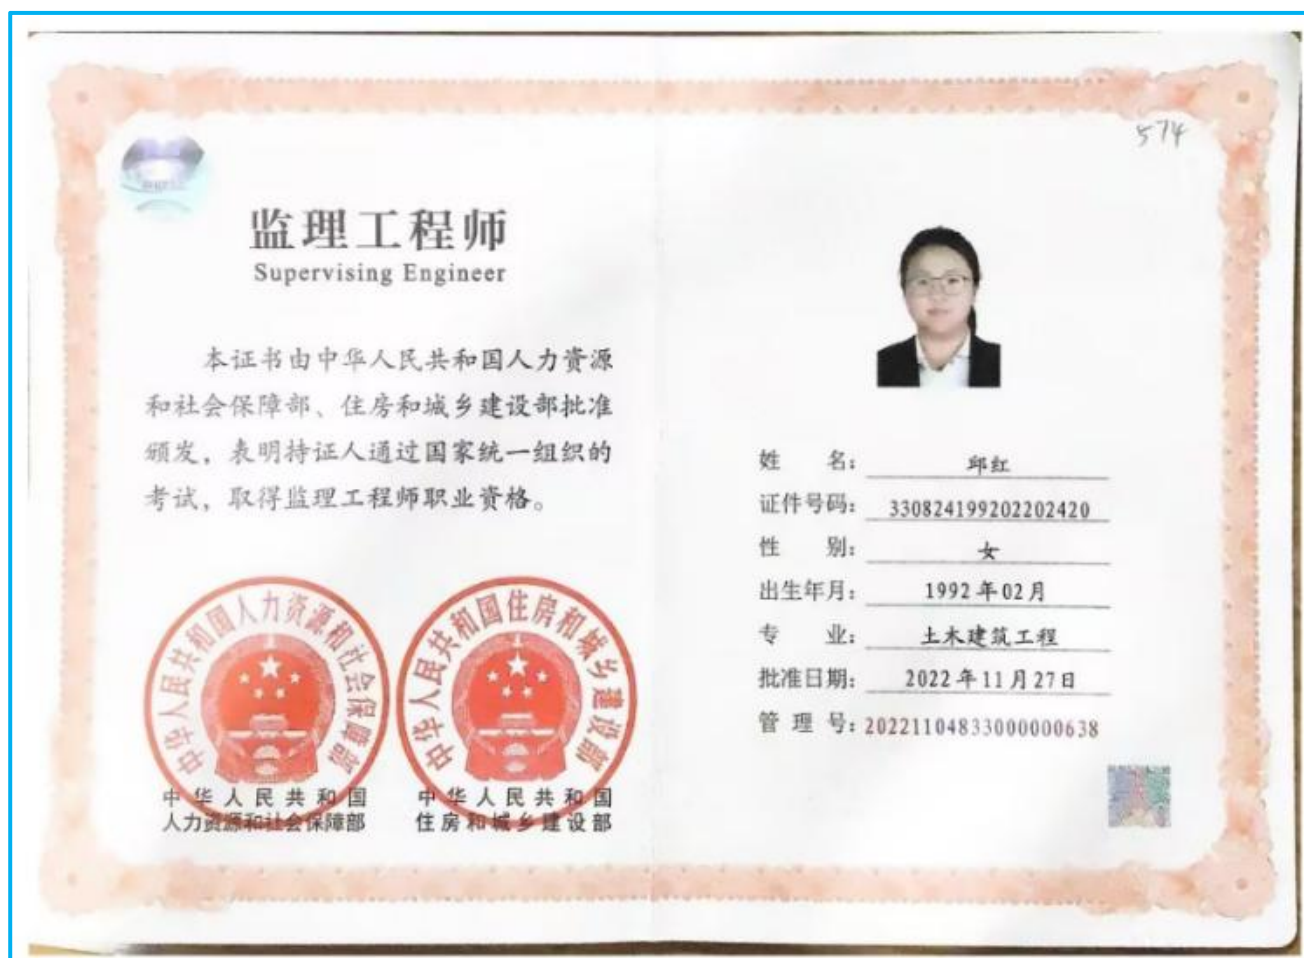 574
监理工程师
Supervising Engineer
本证书由中华人民共和国人力资源
和社会保障部、住房和城乡建设部批准
颁发，表明持证人通过国家统一组织的
考试，取得监理工程师职业资格。
中华人民共和国人力资源和社会保障部
中华人民共和国住房和城乡建设部
中华人民共和国
人力资源和社会保障部
中华人民共和国
住房和城乡建设部
姓 名：邱红
证件号码：330824199202202420
性 别：女
出生年月：1992年02月
专 业：土木建筑工程
批准日期：2022年11月27日
管 理 号：20221104833000000638